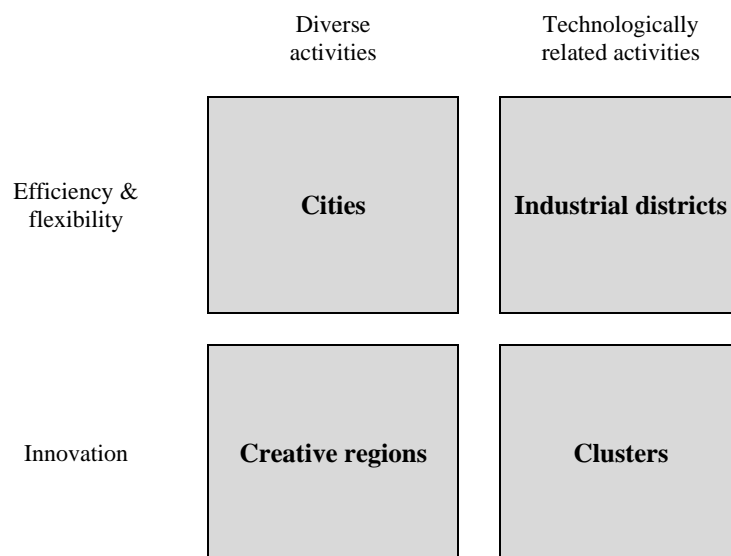 Diverse
activities
Technologically
related activities
Efficiency &
flexibility
Cities
Industrial districts
Innovation
Creative regions
Clusters